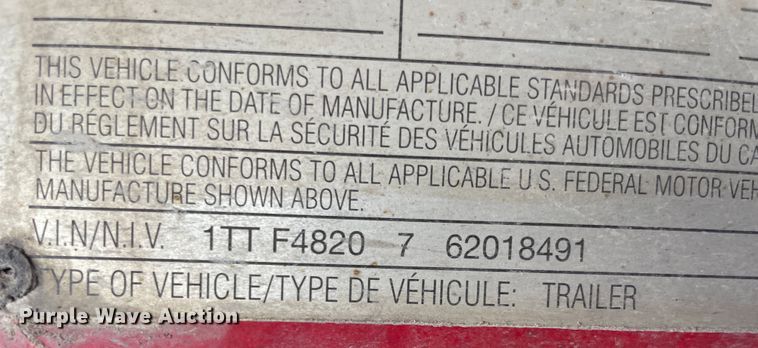 THIS VEHICLE CONFORMS TO ALL APPLICABLE STANDARDS
IN EFFECT ON THE DATE OF MANUFACTURE. / CE VÉHICULE EST
DU RÉGLEMENT SUR LA SÉCURITÉ DES VÉHICULES AUTOMOBILES DU
THE VEHICLE CONFORMS TO ALL APPLICABLE U.S. FEDERAL MOTOR
MANUFACTURE SHOWN ABOVE.
V.I.N/N.I.V. 1TT F4820 7 62018491
TYPE OF VEHICLE/TYPE DE VÉHICULE: TRAILER
Purple Wave Auction